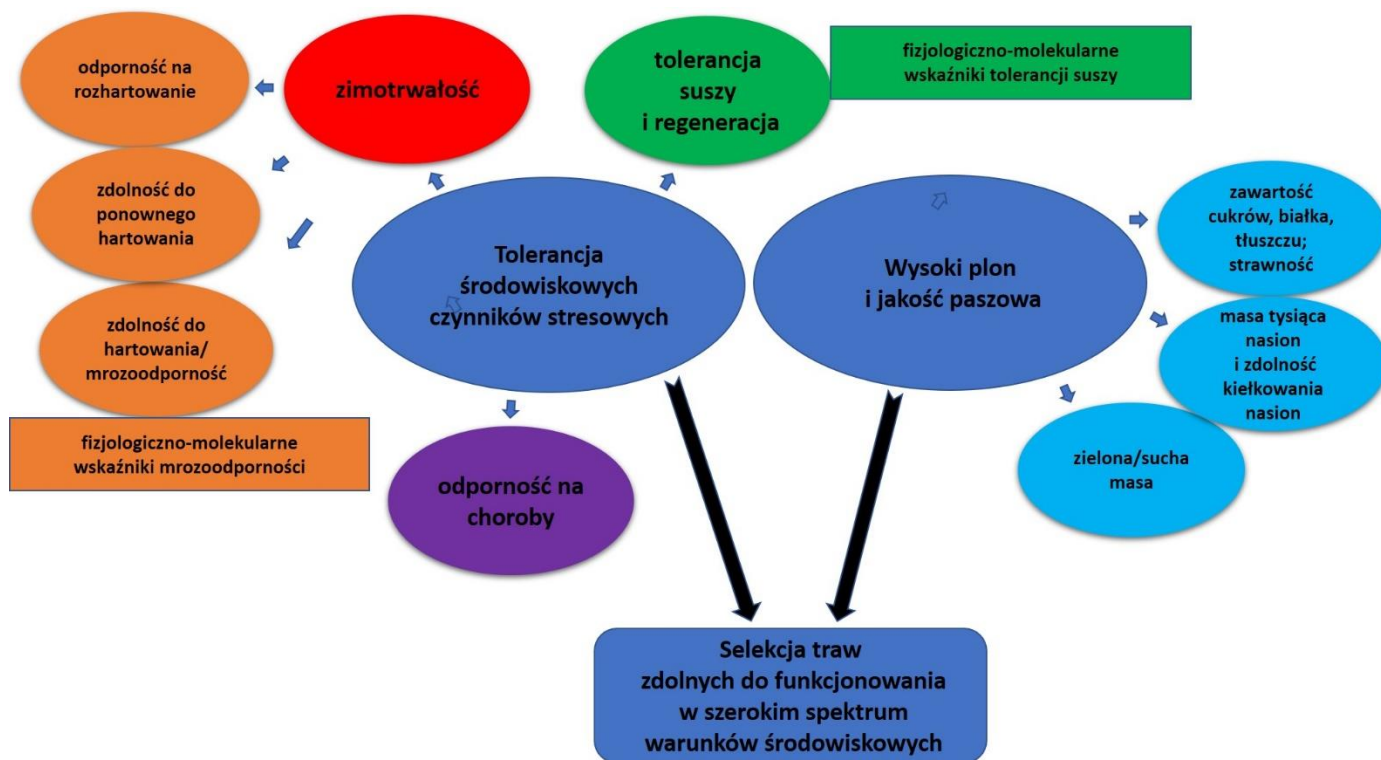 odporność na
rozhartowanie
zimotrwałość
tolerancja
suszy
i regeneracja
fizjologiczno-molekularne
wskaźniki tolerancji suszy
zdolność do
ponownego
hartowania
zdolność do
hartowania/
mrozoodporność
fizjologiczno-molekularne
wskaźniki mrozoodporności
Tolerancja
środowiskowych
czynników stresowych
Wysoki plon
i jakość paszowa
zawartość
cukrów, białka,
tłuszczu;
strawność
masa tysiąca
nasion
i zdolność
kiełkowania
nasion
zielona/sucha
masa
odporność na
choroby
Selekcja traw
zdolnych do funkcjonowania
w szerokim spektrum
warunków środowiskowych